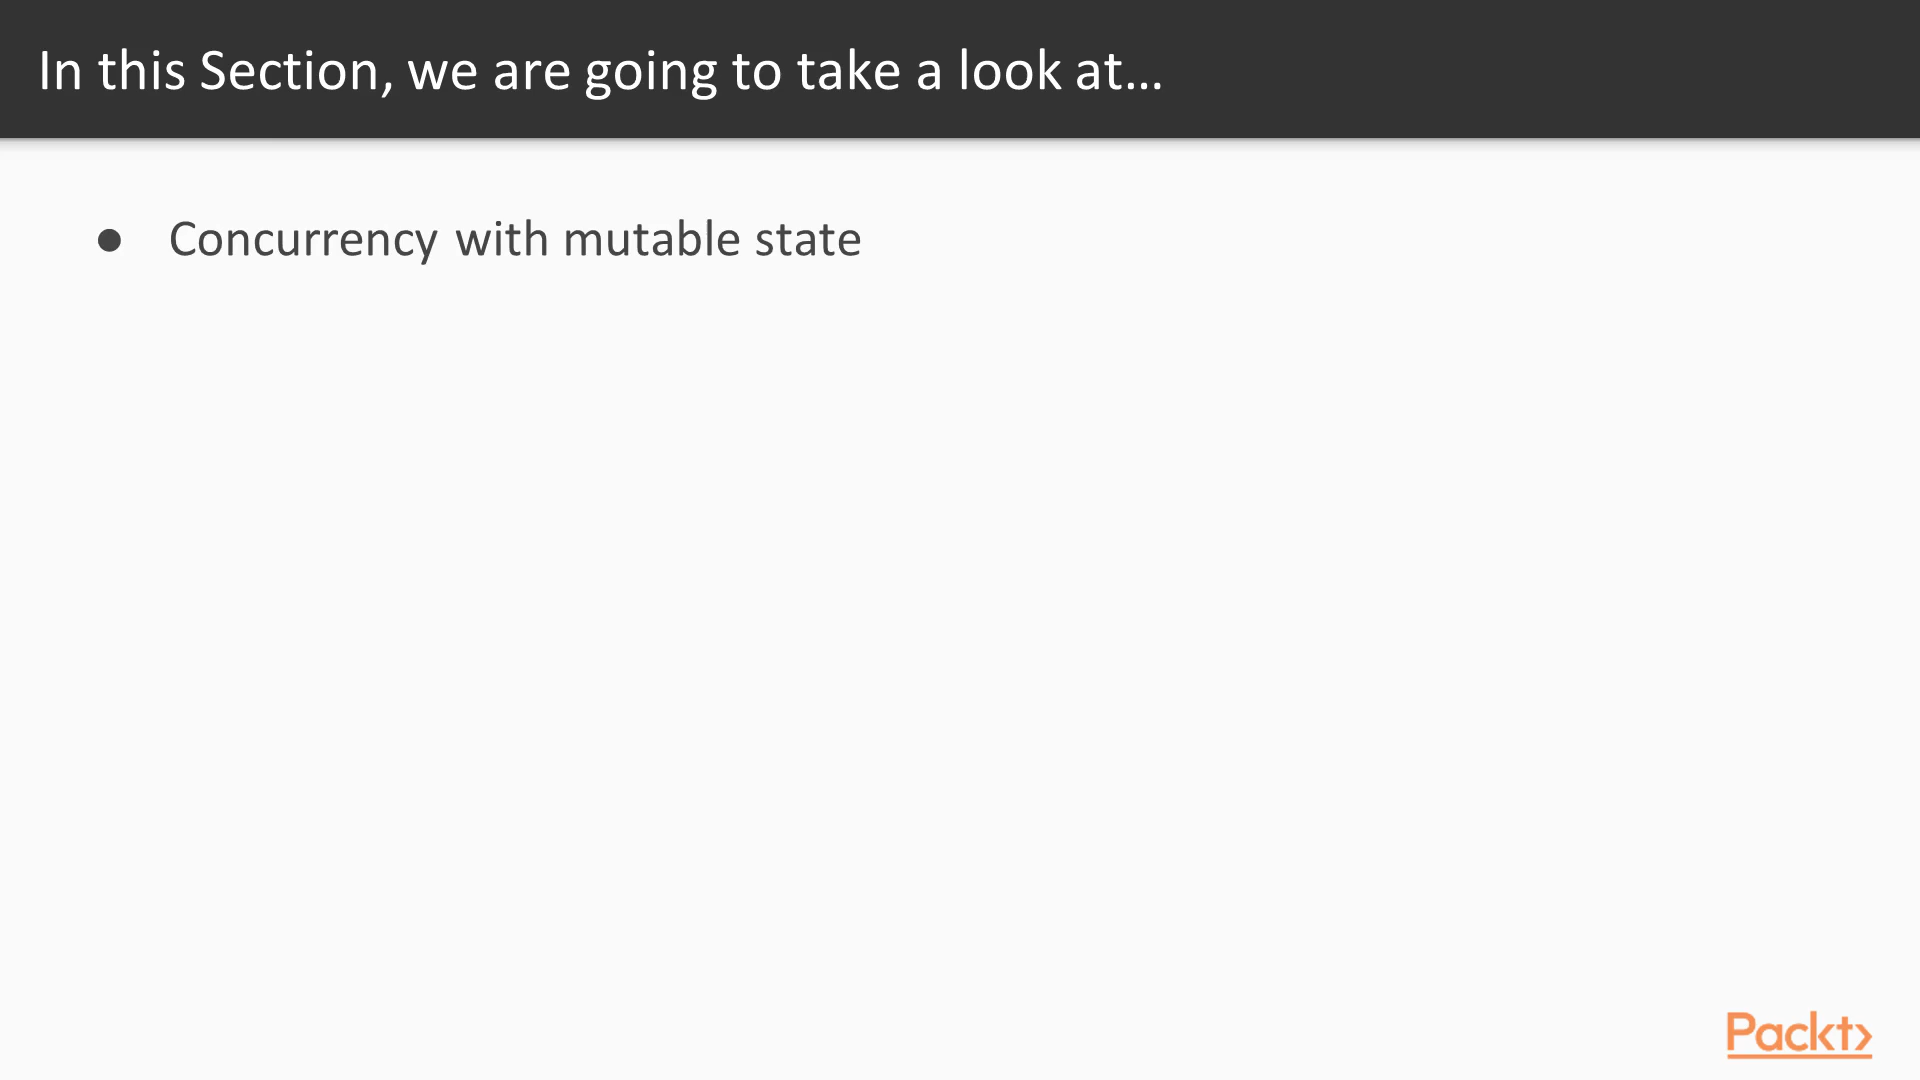 In this Section, we are going to take a look at…
● Concurrency with mutable state
Packt>